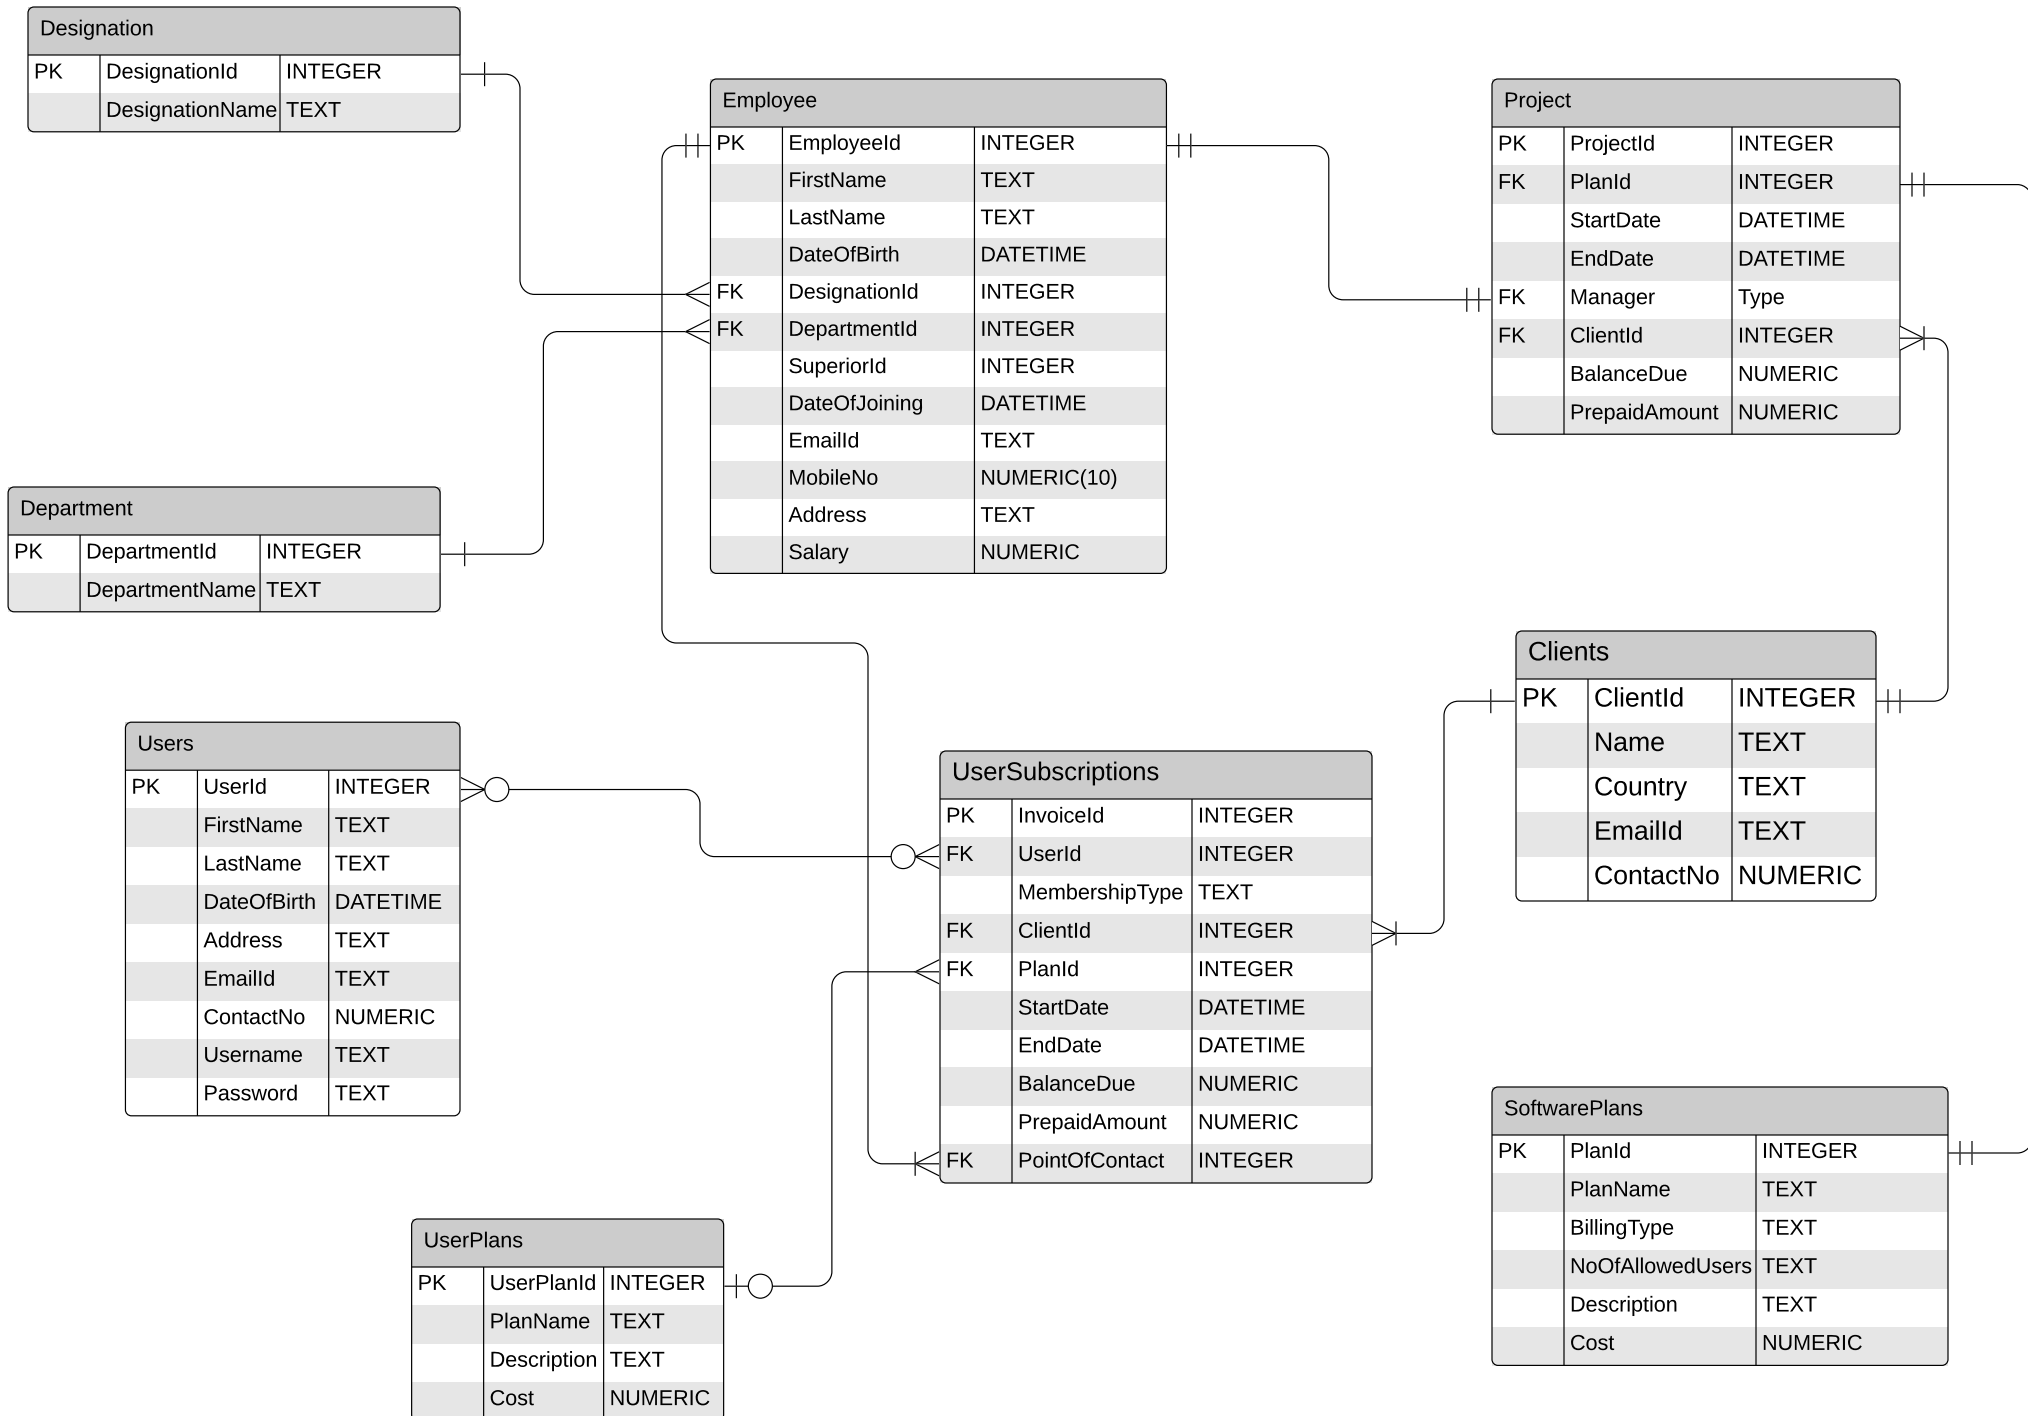 Designation
PK DesignationId INTEGER
DesignationName TEXT
Employee
PK EmployeeId INTEGER
FirstName TEXT
LastName TEXT
DateOfBirth DATETIME
FK DesignationId INTEGER
FK DepartmentId INTEGER
SuperiorId INTEGER
DateOfJoining DATETIME
EmailId TEXT
MobileNo NUMERIC(10)
Address TEXT
Salary NUMERIC
Project
PK ProjectId INTEGER
FK PlanId INTEGER
StartDate DATETIME
EndDate DATETIME
FK Manager Type
FK ClientId INTEGER
BalanceDue NUMERIC
PrepaidAmount NUMERIC
Department
PK DepartmentId INTEGER
DepartmentName TEXT
Clients
PK ClientId INTEGER
Name TEXT
Country TEXT
EmailId TEXT
ContactNo NUMERIC
Users
PK UserId INTEGER
FirstName TEXT
LastName TEXT
DateOfBirth DATETIME
Address TEXT
EmailId TEXT
ContactNo NUMERIC
Username TEXT
Password TEXT
UserSubscriptions
PK InvoiceId INTEGER
FK UserId INTEGER
MembershipType TEXT
FK ClientId INTEGER
FK PlanId INTEGER
StartDate DATETIME
EndDate DATETIME
BalanceDue NUMERIC
PrepaidAmount NUMERIC
FK PointOfContact INTEGER
SoftwarePlans
PK PlanId INTEGER
PlanName TEXT
BillingType TEXT
NoOfAllowedUsers TEXT
Description TEXT
Cost NUMERIC
UserPlans
PK UserPlanId INTEGER
PlanName TEXT
Description TEXT
Cost NUMERIC